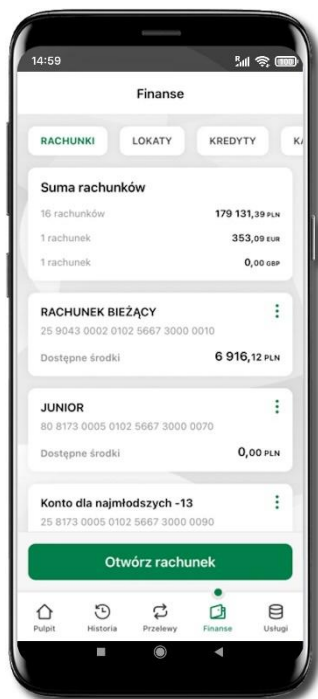 14:59
Finanse
RACHUNKI LOKATY KREDYTY
Suma rachunków
16 rachunków 179 131,39 PLN
1 rachunek 353,09 EUR
1 rachunek 0,00 GBP
RACHUNEK BIEŻĄCY
25 9043 0002 0102 5667 3000 0010
Dostępne środki 6 916,12 PLN
JUNIOR
80 8173 0005 0102 5667 3000 0070
Dostępne środki 0,00 PLN
Konto dla najmłodszych -13
25 8173 0005 0102 5667 3000 0090
Otwórz rachunek
Pulpit Historia Przelewy Finanse Usługi